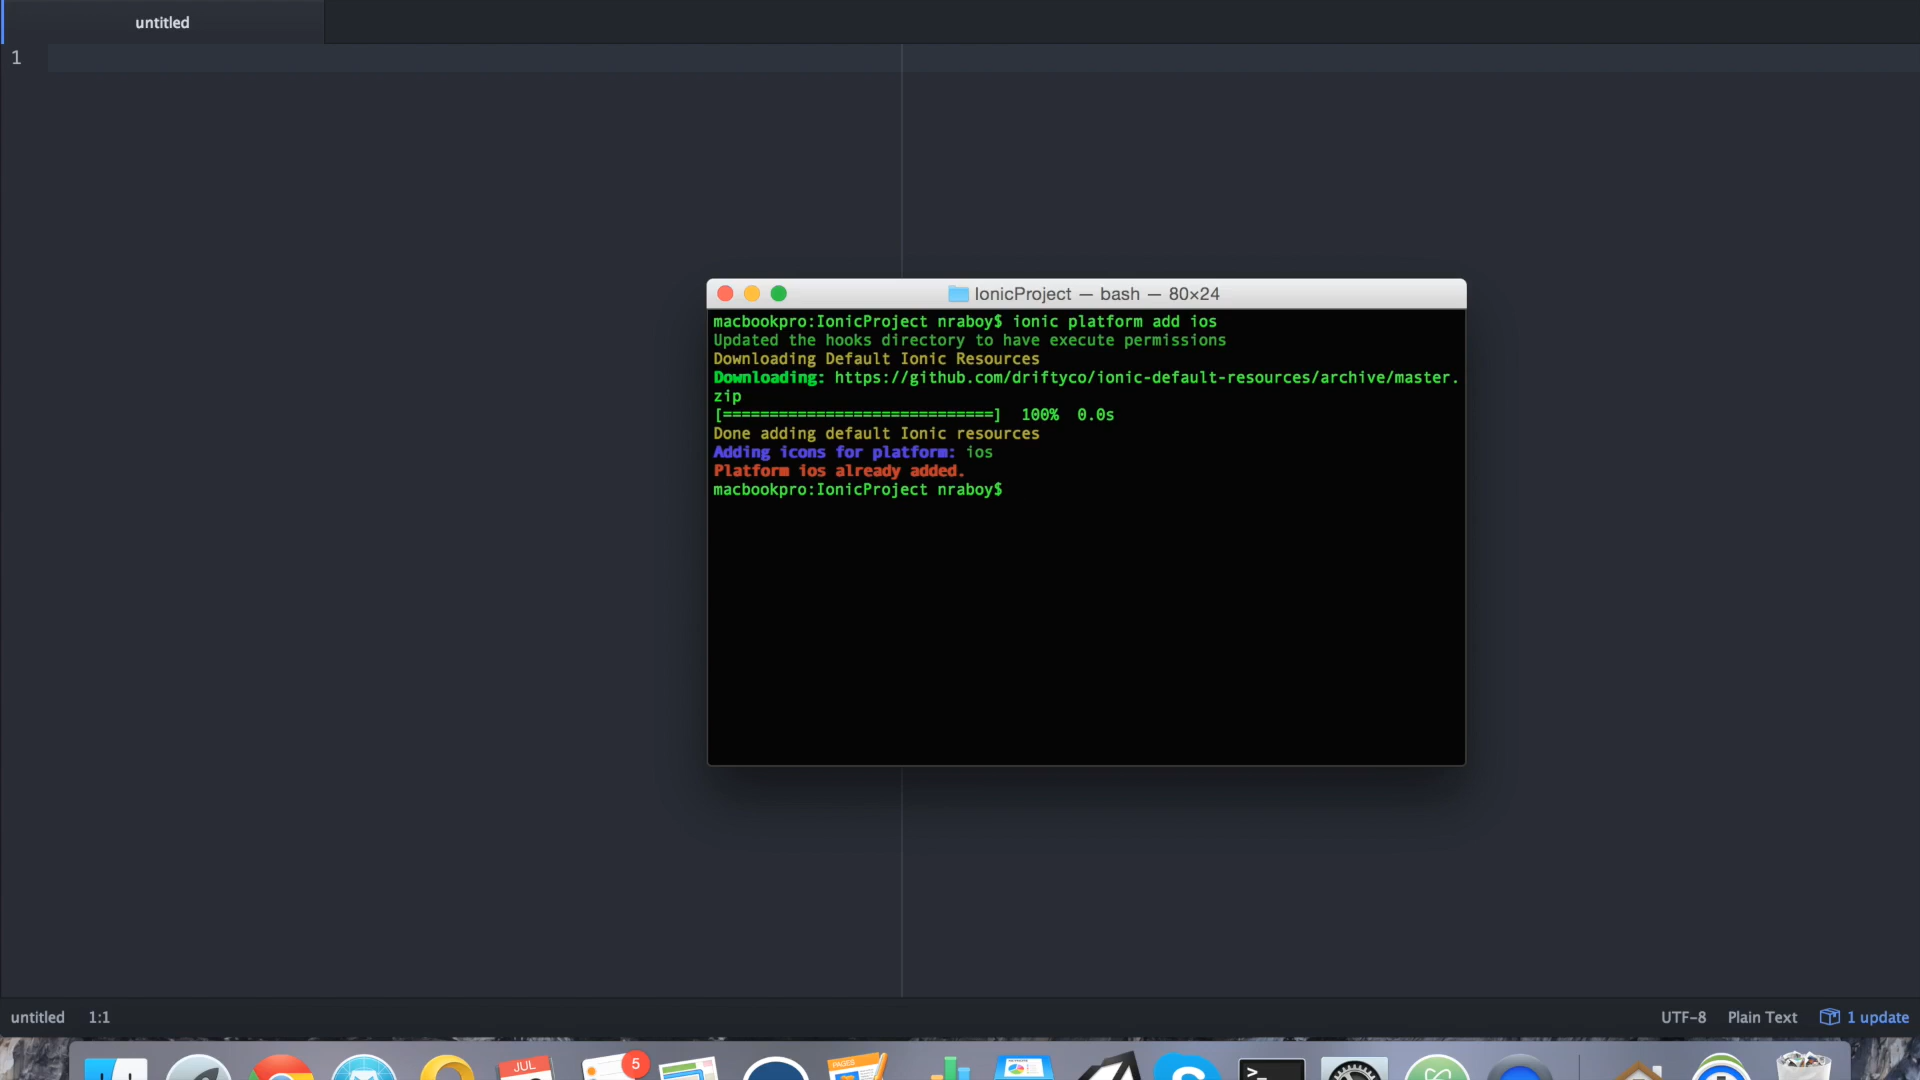 untitled
1
IonicProject — bash — 80×24
macbookpro:IonicProject nraboy$ ionic platform add ios
Updated the hooks directory to have execute permissions
Downloading Default Ionic Resources
Downloading: https://github.com/driftyco/ionic-default-resources/archive/master.
zip
[=============================] 100% 0.0s
Done adding default Ionic resources
Adding icons for platform: ios
Platform ios already added.
macbookpro:IonicProject nraboy$
untitled 1:1 UTF-8 Plain Text 1 update
JUL 5 PAGES